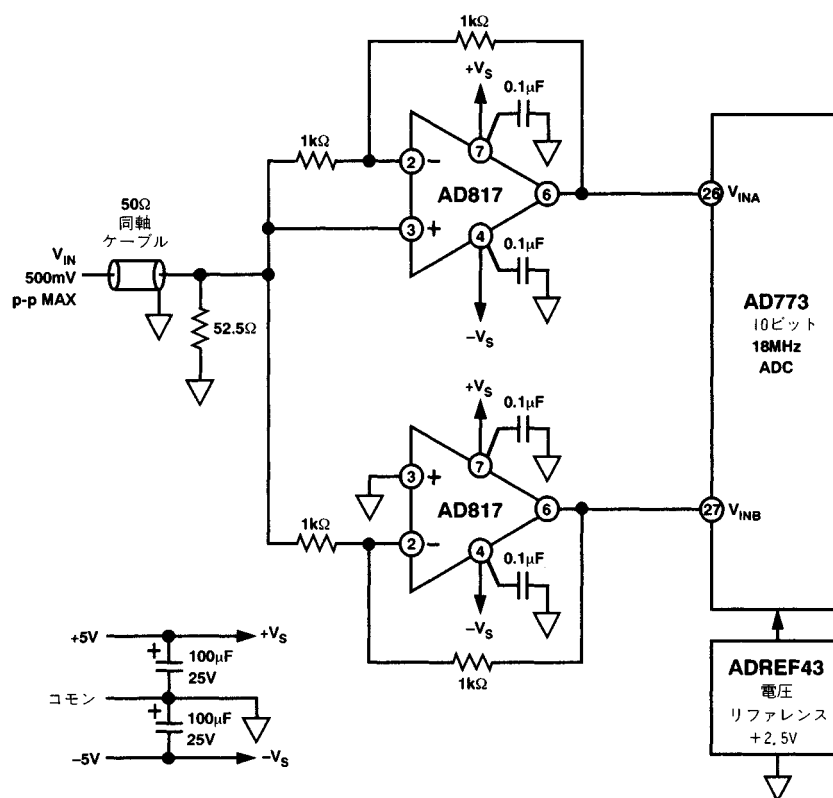 1kΩ
+VS
0.1μF
1kΩ
2
−
7
AD817
6
3
+
4
0.1μF
−VS
26
VINA
50Ω
同軸
ケーブル
VIN
500mV
p-p MAX
52.5Ω
AD773
10ビット
18MHz
ADC
+VS
0.1μF
3
+
7
AD817
6
1kΩ
2
−
4
0.1μF
−VS
27
VINB
1kΩ
+5V
+VS
+
100μF
25V
コモン
+
100μF
25V
−5V
−VS
ADREF43
電圧
リファレンス
+2.5V